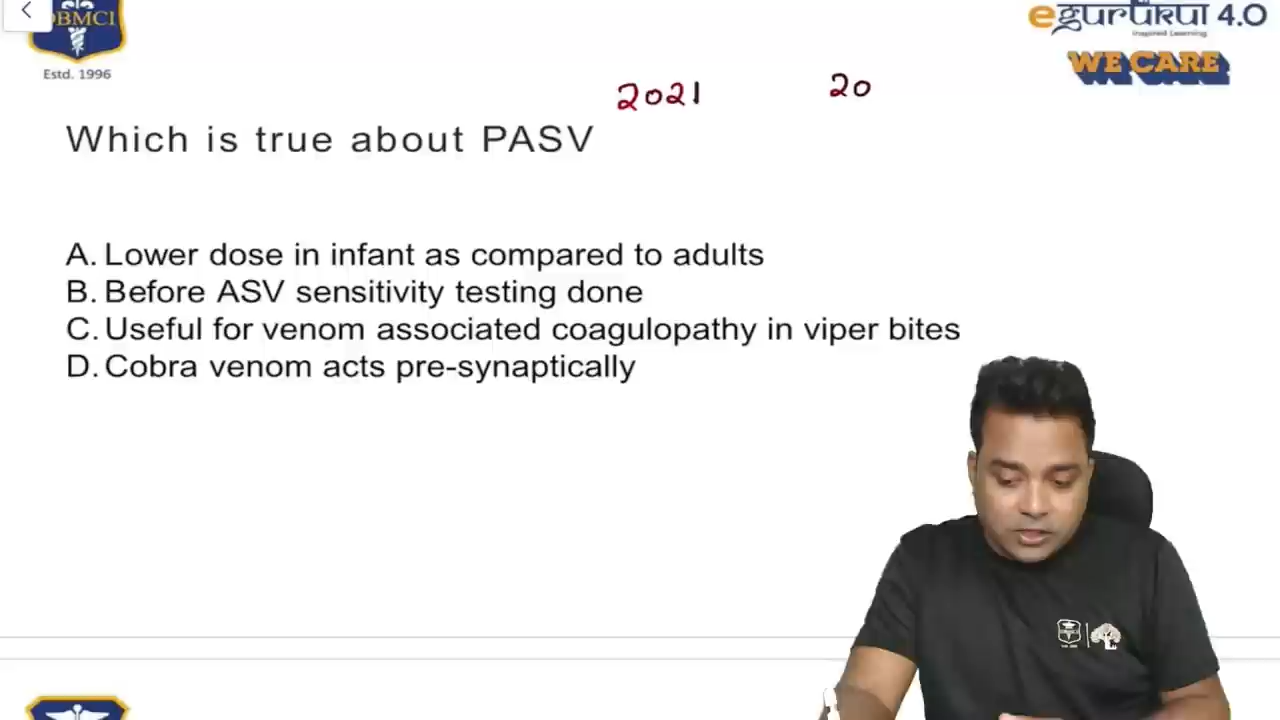 DBMCI
Estd. 1996
egurukul 4.0
Inspired Learning
WE CARE
2021
20
Which is true about PASV
A. Lower dose in infant as compared to adults
B. Before ASV sensitivity testing done
C. Useful for venom associated coagulopathy in viper bites
D. Cobra venom acts pre-synaptically